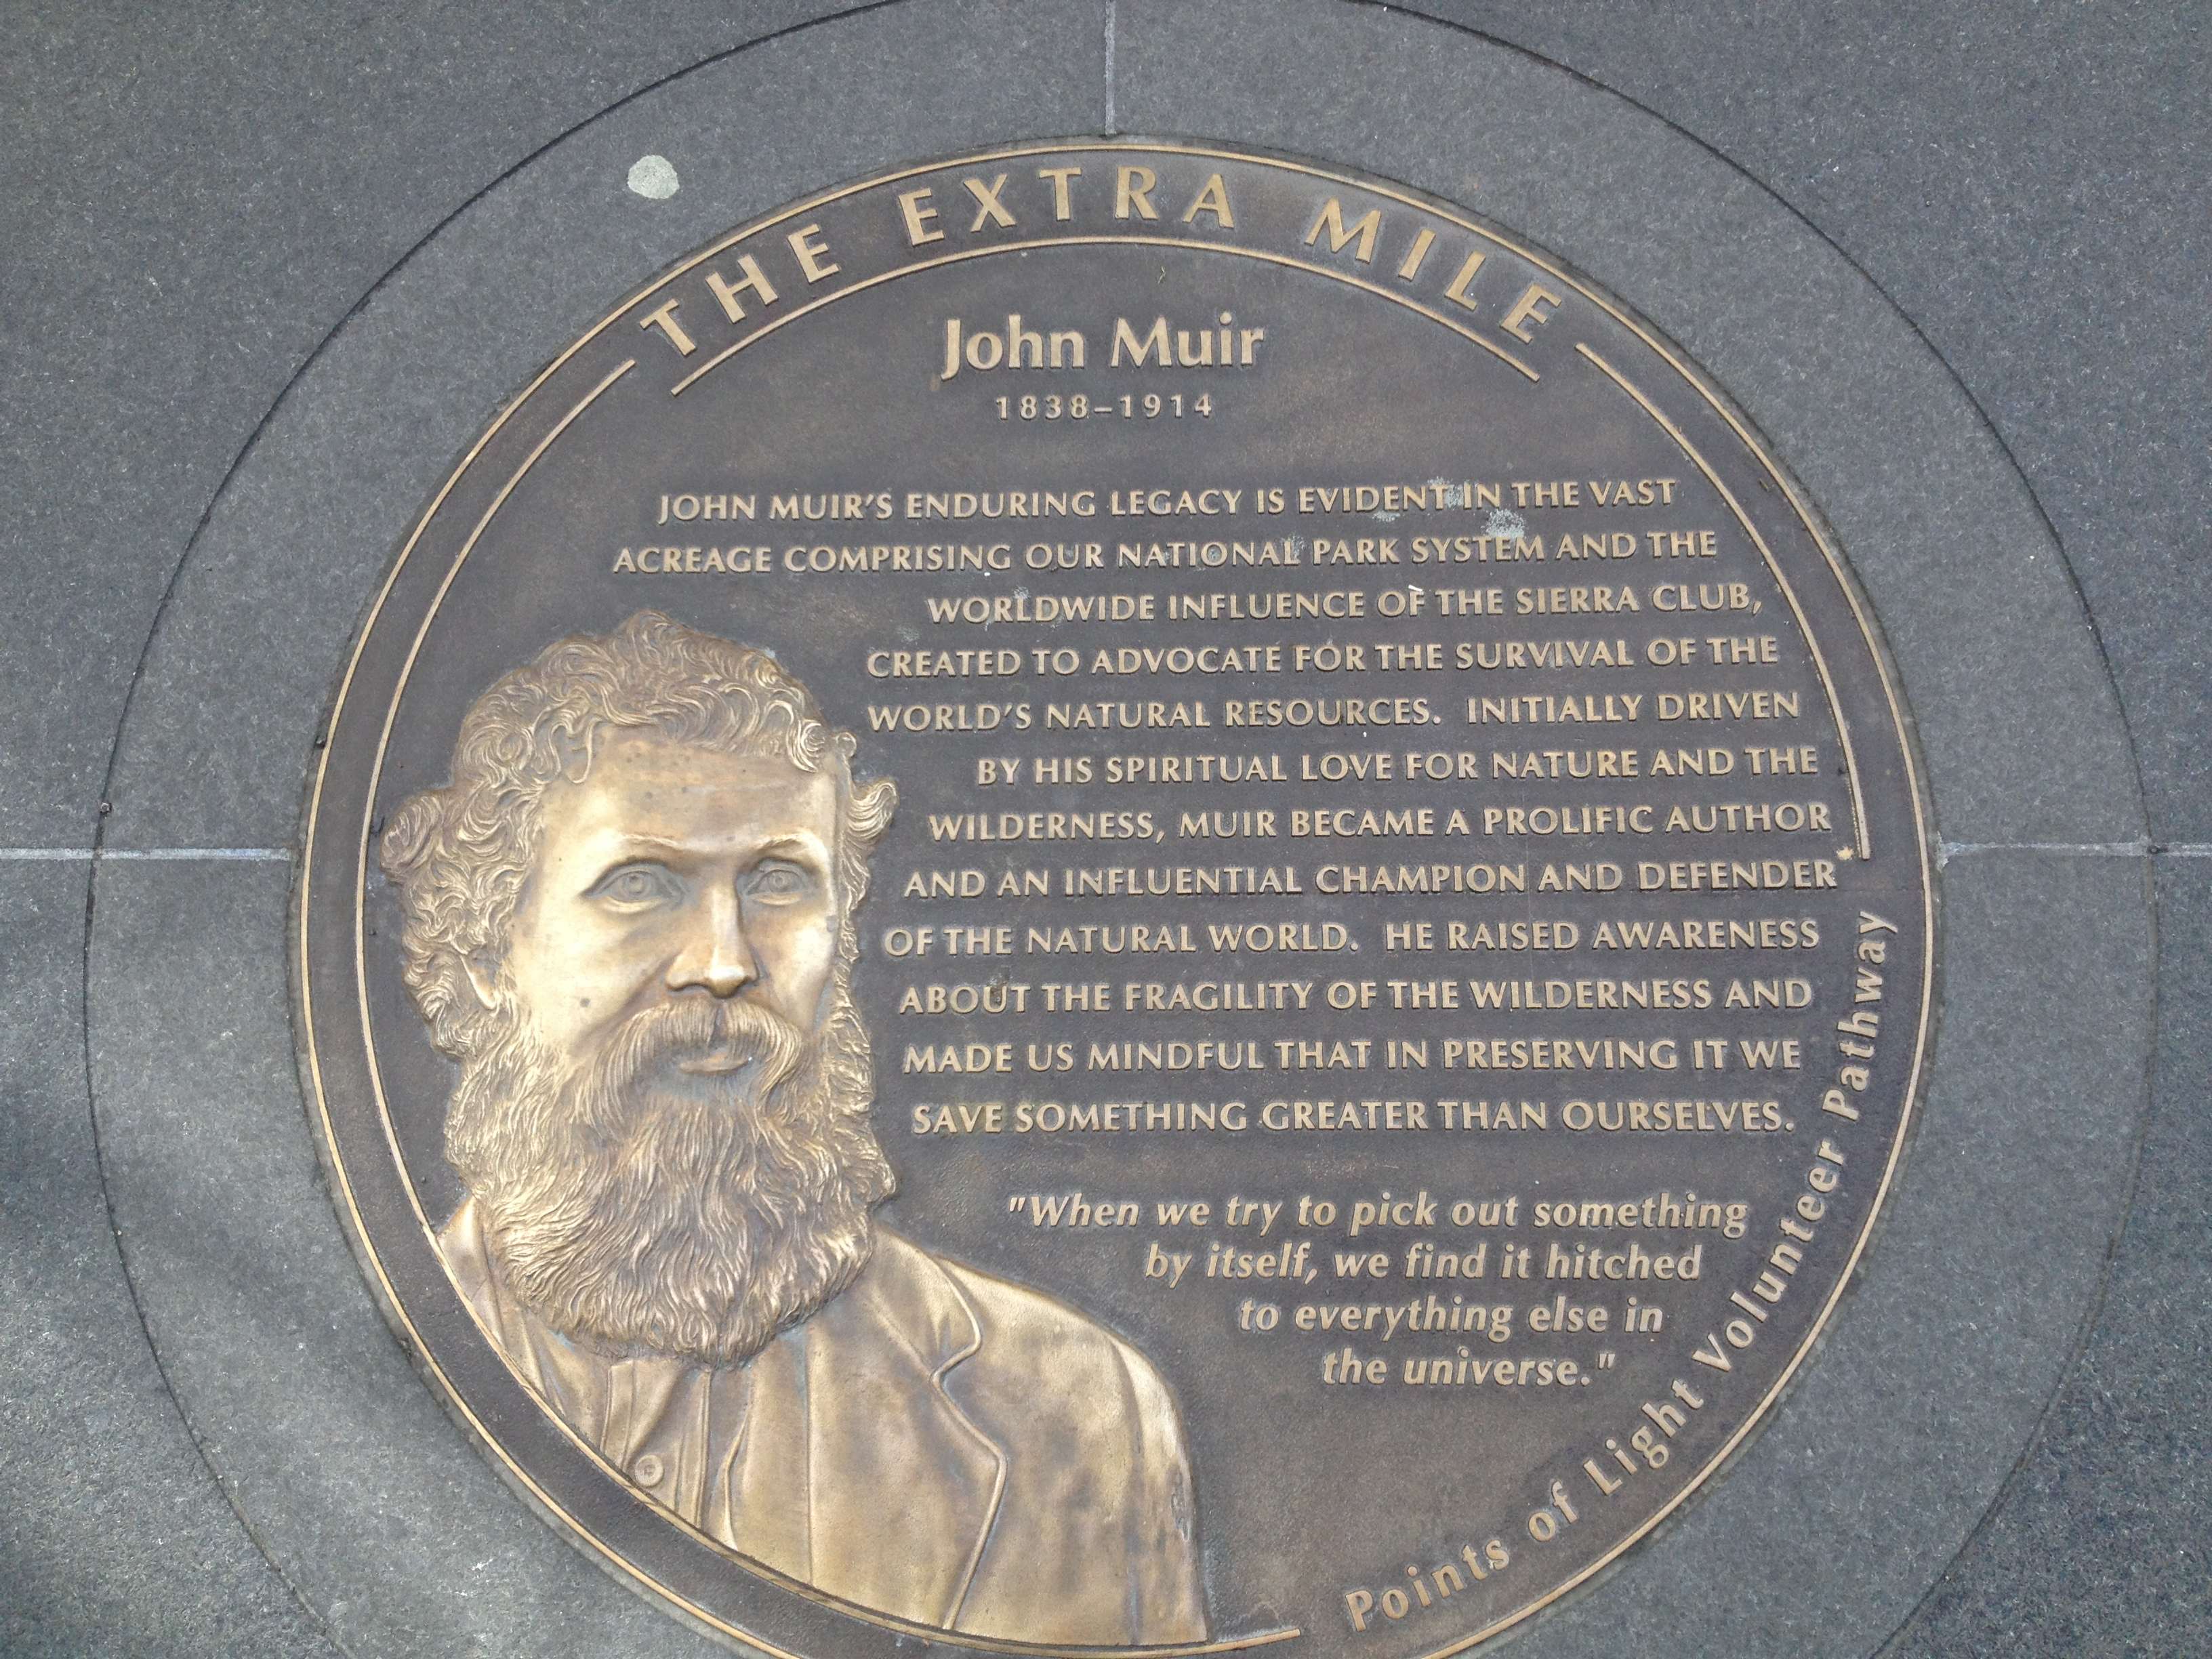 THE EXTRA MILE
John Muir
1838–1914
JOHN MUIR'S ENDURING LEGACY IS EVIDENT IN THE VAST
ACREAGE COMPRISING OUR NATIONAL PARK SYSTEM AND THE
WORLDWIDE INFLUENCE OF THE SIERRA CLUB,
CREATED TO ADVOCATE FOR THE SURVIVAL OF THE
WORLD'S NATURAL RESOURCES. INITIALLY DRIVEN
BY HIS SPIRITUAL LOVE FOR NATURE AND THE
WILDERNESS, MUIR BECAME A PROLIFIC AUTHOR
AND AN INFLUENTIAL CHAMPION AND DEFENDER
OF THE NATURAL WORLD. HE RAISED AWARENESS
ABOUT THE FRAGILITY OF THE WILDERNESS AND
MADE US MINDFUL THAT IN PRESERVING IT WE
SAVE SOMETHING GREATER THAN OURSELVES.
"When we try to pick out something
by itself, we find it hitched
to everything else in
the universe."
Points of Light Volunteer Pathway